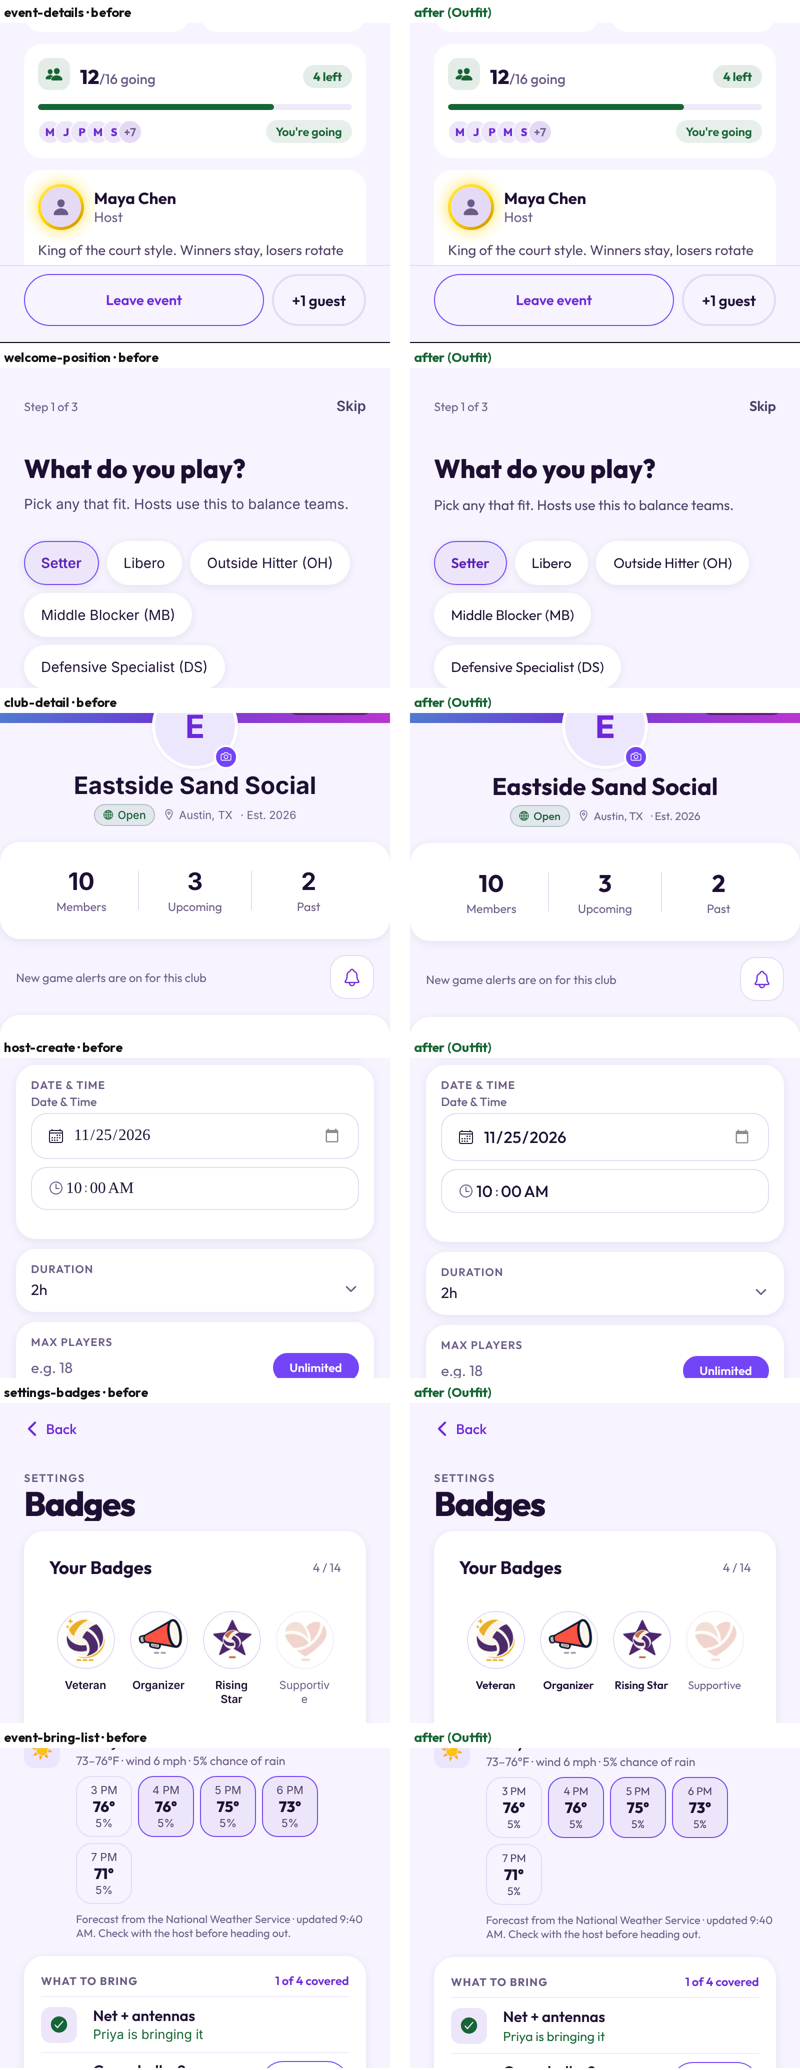 event-details · before
12/16 going
4 left
M J P M S +7
You're going
Maya Chen
Host
King of the court style. Winners stay, losers rotate
Leave event
+1 guest
after (Outfit)
12/16 going
4 left
M J P M S +7
You're going
Maya Chen
Host
King of the court style. Winners stay, losers rotate
Leave event
+1 guest
welcome-position · before
Step 1 of 3
Skip
What do you play?
Pick any that fit. Hosts use this to balance teams.
Setter
Libero
Outside Hitter (OH)
Middle Blocker (MB)
Defensive Specialist (DS)
after (Outfit)
Step 1 of 3
Skip
What do you play?
Pick any that fit. Hosts use this to balance teams.
Setter
Libero
Outside Hitter (OH)
Middle Blocker (MB)
Defensive Specialist (DS)
club-detail · before
E
Eastside Sand Social
Open
Austin, TX · Est. 2026
10
3
2
Members
Upcoming
Past
New game alerts are on for this club
after (Outfit)
E
Eastside Sand Social
Open
Austin, TX · Est. 2026
10
3
2
Members
Upcoming
Past
New game alerts are on for this club
host-create · before
DATE & TIME
Date & Time
11/25/2026
10:00 AM
DURATION
2h
MAX PLAYERS
e.g. 18
Unlimited
after (Outfit)
DATE & TIME
Date & Time
11/25/2026
10:00 AM
DURATION
2h
MAX PLAYERS
e.g. 18
Unlimited
settings-badges · before
Back
SETTINGS
Badges
Your Badges
4 / 14
Veteran
Organizer
Rising
Star
Supportiv
e
after (Outfit)
Back
SETTINGS
Badges
Your Badges
4 / 14
Veteran
Organizer
Rising Star
Supportive
event-bring-list · before
73–76°F · wind 6 mph · 5% chance of rain
3 PM
4 PM
5 PM
6 PM
76°
76°
75°
73°
5%
5%
5%
5%
7 PM
71°
5%
Forecast from the National Weather Service · updated 9:40
AM. Check with the host before heading out.
WHAT TO BRING
1 of 4 covered
Net + antennas
Priya is bringing it
after (Outfit)
73–76°F · wind 6 mph · 5% chance of rain
3 PM
4 PM
5 PM
6 PM
76°
76°
75°
73°
5%
5%
5%
5%
7 PM
71°
5%
Forecast from the National Weather Service · updated 9:40
AM. Check with the host before heading out.
WHAT TO BRING
1 of 4 covered
Net + antennas
Priya is bringing it